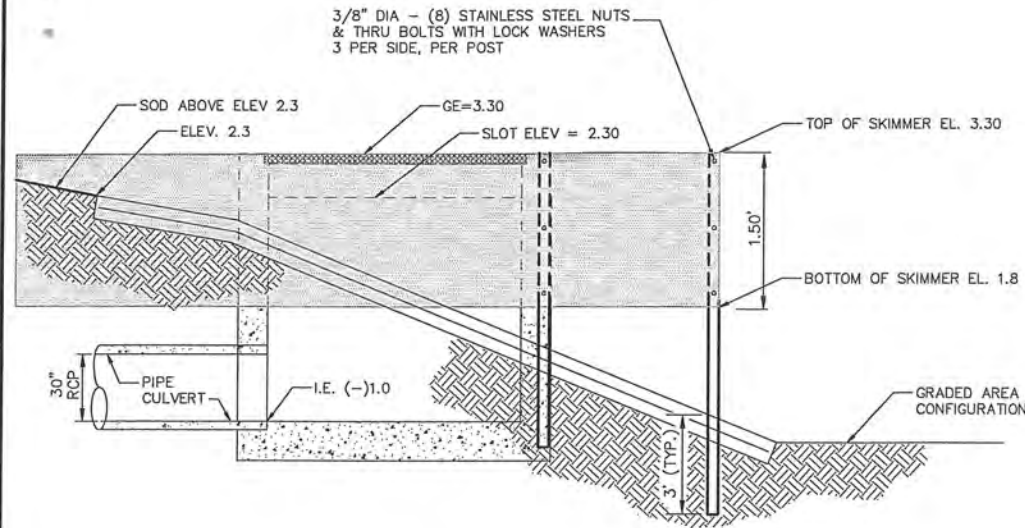 3/8" DIA - (8) STAINLESS STEEL NUTS
& THRU BOLTS WITH LOCK WASHERS
3 PER SIDE, PER POST
SOD ABOVE ELEV 2.3
ELEV. 2.3
GE=3.30
SLOT ELEV = 2.30
TOP OF SKIMMER EL. 3.30
1.50'
BOTTOM OF SKIMMER EL. 1.8
30"
RCP
PIPE
CULVERT
I.E. (-)1.0
3' (TYP.)
GRADED AREA
CONFIGURATION